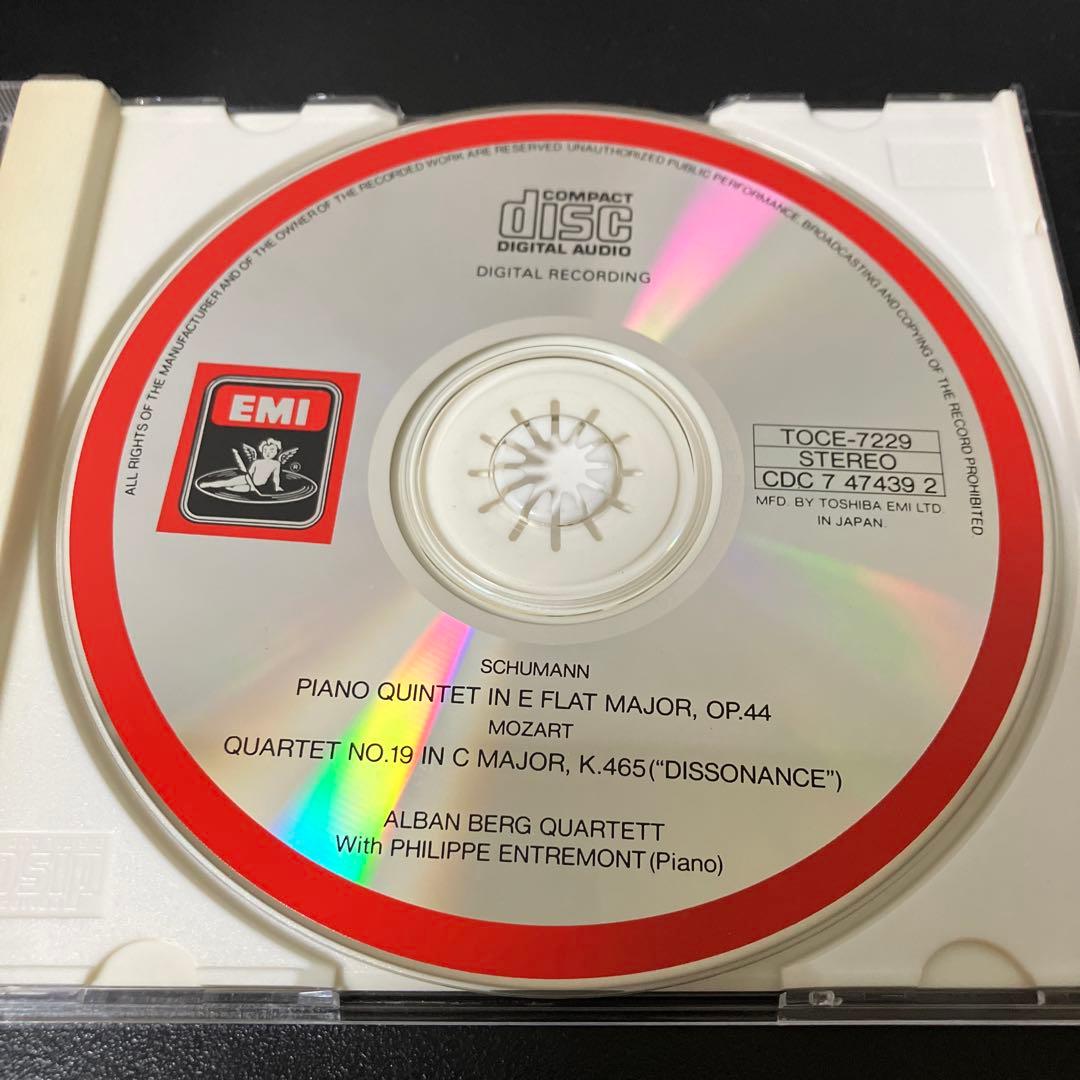 ALL RIGHTS OF THE MANUFACTURER AND OF THE OWNER OF THE RECORDED WORK ARE RESERVED UNAUTHORIZED PUBLIC PERFORMANCE, BROADCASTING AND COPYING OF THE RECORD PROHIBITED.
COMPACT
disc
DIGITAL AUDIO
DIGITAL RECORDING
EMI
®
TOCE-7229
STEREO
CDC 7 47439 2
MFD. BY TOSHIBA EMI LTD.
IN JAPAN.
SCHUMANN
PIANO QUINTET IN E FLAT MAJOR, OP.44
MOZART
QUARTET NO.19 IN C MAJOR, K.465(“DISSONANCE”)
ALBAN BERG QUARTETT
With PHILIPPE ENTREMONT(Piano)